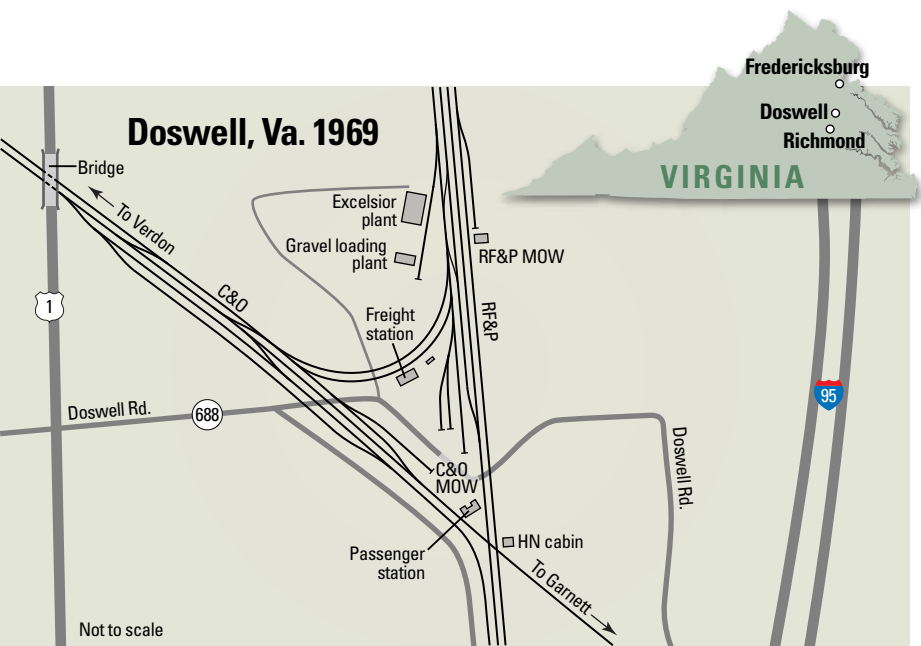 Doswell, Va. 1969
Fredericksburg
Doswell
Richmond
VIRGINIA
Bridge
To Verdon
Excelsior
plant
Gravel loading
plant
RF&P MOW
C&O
1
Freight
station
RF&P
Doswell Rd.
688
95
Doswell Rd.
C&O
MOW
Passenger
station
HN cabin
To Garnett
Not to scale